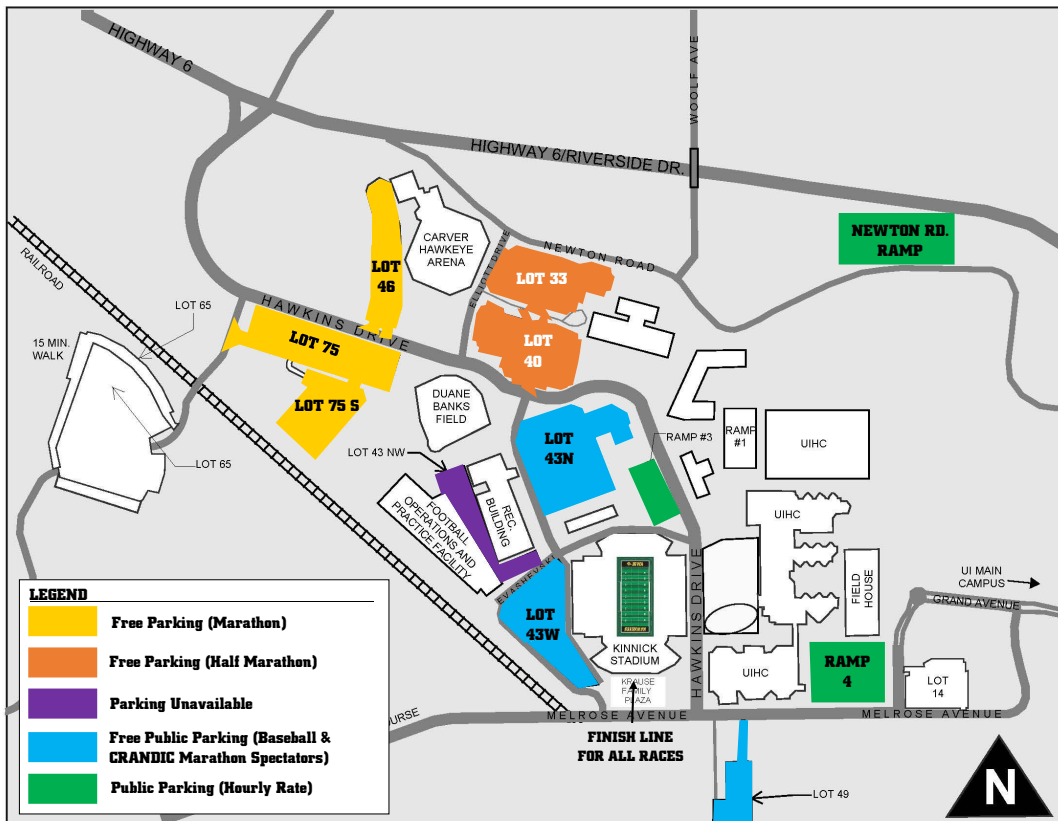 HIGHWAY 6
WOOLF AVE
HIGHWAY 6/RIVERSIDE DR.
NEWTON RD.
RAMP
CARVER
HAWKEYE
ARENA
ELLIOTT DRIVE
NEWTON ROAD
LOT
46
LOT 33
RAILROAD
LOT 65
HAWKINS DRIVE
15 MIN.
WALK
LOT 75
LOT
40
LOT 75 S
DUANE
BANKS
FIELD
LOT
43N
RAMP #3
RAMP
#1
UIHC
LOT 43 NW
LOT 65
REC.
BUILDING
FOOTBALL
OPERATIONS AND
PRACTICE FACILITY
UIHC
EVASHEVSKI
LOT
43W
HAWKINS DRIVE
FIELD
HOUSE
UI MAIN
CAMPUS
GRAND AVENUE
KINNICK
STADIUM
UIHC
RAMP
4
LOT
14
KRAUSE
FAMILY
PLAZA
URSE
MELROSE AVENUE
MELROSE AVENUE
FINISH LINE
FOR ALL RACES
LOT 49
N
LEGEND
Free Parking (Marathon)
Free Parking (Half Marathon)
Parking Unavailable
Free Public Parking (Baseball &
CRANDIC Marathon Spectators)
Public Parking (Hourly Rate)